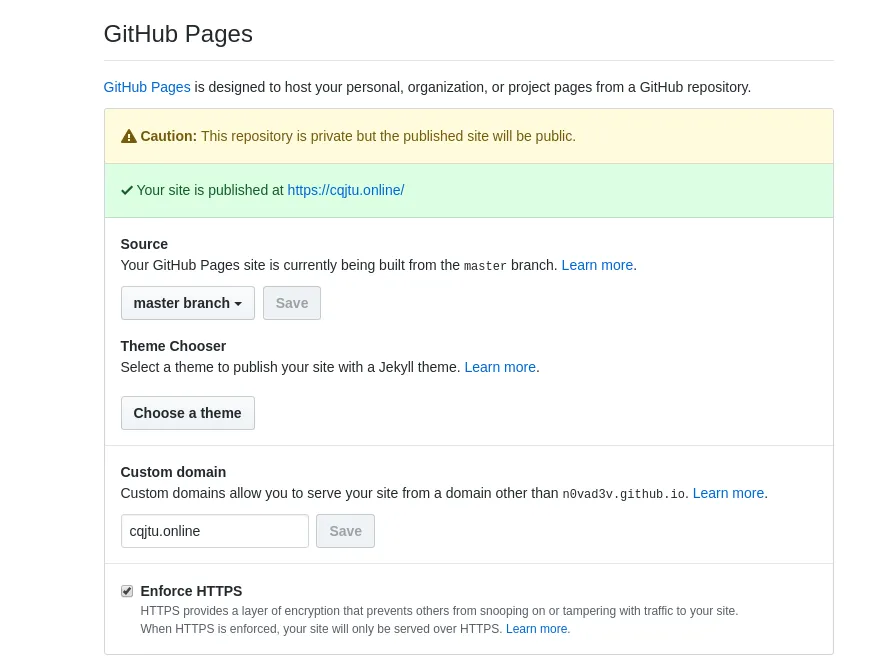 GitHub Pages
GitHub Pages is designed to host your personal, organization, or project pages from a GitHub repository.
Caution: This repository is private but the published site will be public.
Your site is published at https://cqjtu.online/
Source
Your GitHub Pages site is currently being built from the master branch. Learn more.
master branch
Save
Theme Chooser
Select a theme to publish your site with a Jekyll theme. Learn more.
Choose a theme
Custom domain
Custom domains allow you to serve your site from a domain other than n0vad3v.github.io. Learn more.
cqjtu.online
Save
Enforce HTTPS
HTTPS provides a layer of encryption that prevents others from snooping on or tampering with traffic to your site.
When HTTPS is enforced, your site will only be served over HTTPS. Learn more.